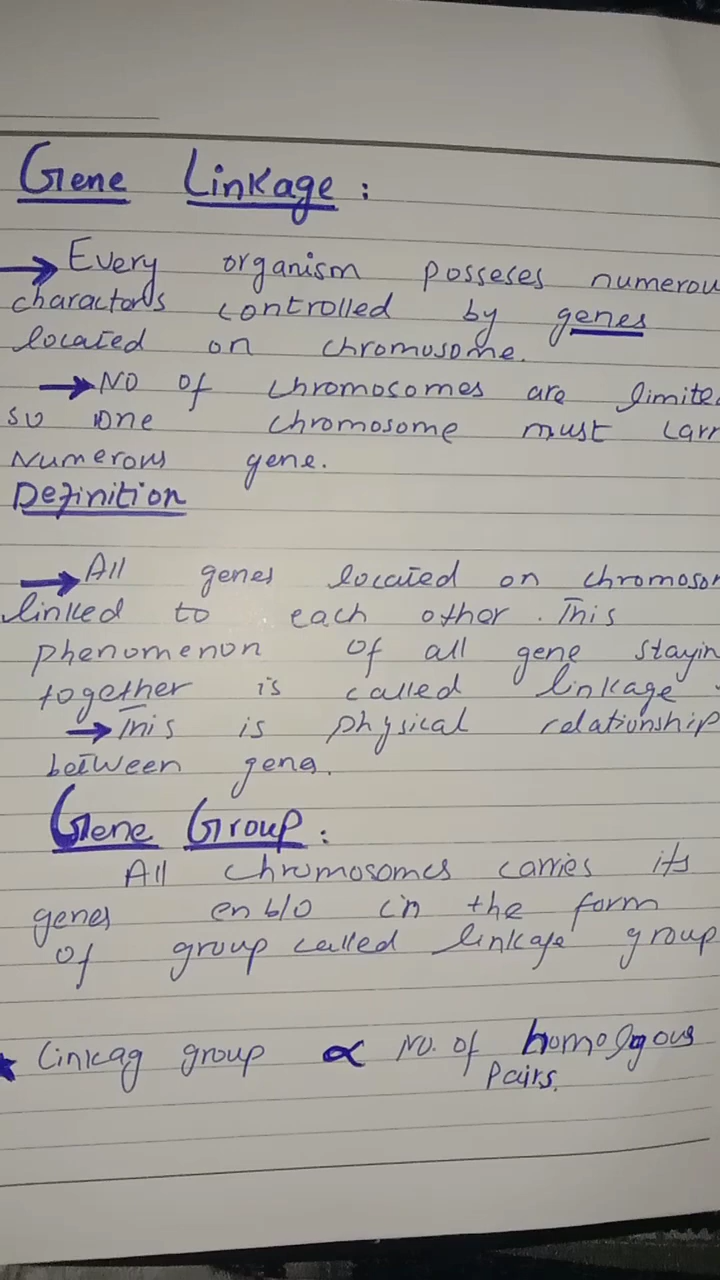 Gene Linkage :
→ Every organism posseses numerou
charactors controlled by genes
located on chromosome.
→ NO of chromosomes are limite
so one chromosome must carr
Numerous gene.
Definition
→ All genes located on chromosom
linked to each other. This
phenomenon of all gene stayin
together is called linkage
→ This is physical relationship
between genes.
Gene Group :
All chromosomes carries its
genes enblo in the form
of group called linkage group
★ Linkag group ∝ NO. of homologous
pairs.